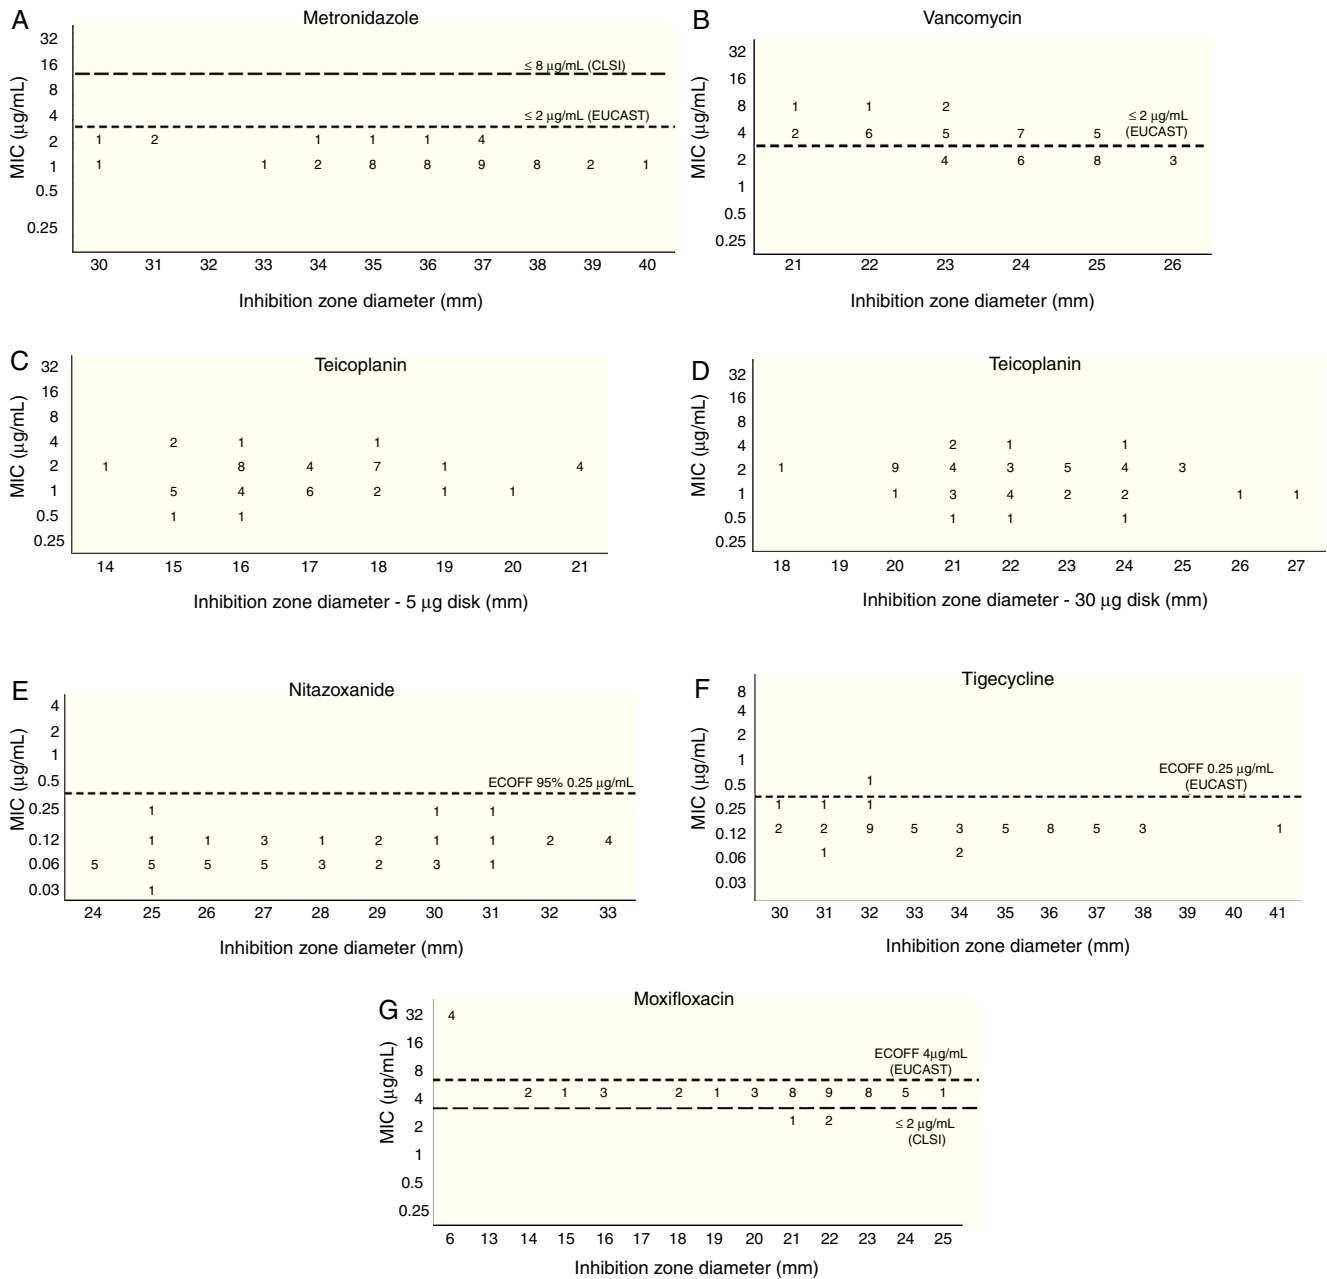 A
Metronidazole
32
16
≤ 8 μg/mL (CLSI)
8
4
≤ 2 μg/mL (EUCAST)
2
1 2 1 1 1 4
1
1 1 2 8 8 9 8 2 1
0.5
0.25
MIC (μg/mL)
30 31 32 33 34 35 36 37 38 39 40
Inhibition zone diameter (mm)
B
Vancomycin
32
16
8
1 1 2
≤ 2 μg/mL
(EUCAST)
4
2 6 5 7 5
2
4 6 8 3
1
0.5
0.25
MIC (μg/mL)
21 22 23 24 25 26
Inhibition zone diameter (mm)
C
Teicoplanin
32
16
8
4
2 1 1
2
1 8 4 7 1 4
1
5 4 6 2 1 1
0.5
1 1
0.25
MIC (μg/mL)
14 15 16 17 18 19 20 21
Inhibition zone diameter - 5 μg disk (mm)
D
Teicoplanin
32
16
8
4
2 1 1
2
1 9 4 3 5 4 3
1
1 3 4 2 2 1 1
0.5
1 1 1
0.25
MIC (μg/mL)
18 19 20 21 22 23 24 25 26 27
Inhibition zone diameter - 30 μg disk (mm)
E
Nitazoxanide
4
2
1
0.5
ECOFF 95% 0.25 μg/mL
0.25
1 1 1
0.12
1 1 3 1 2 1 1 2 4
0.06
5 5 5 5 3 2 3 1
0.03
1
MIC (μg/mL)
24 25 26 27 28 29 30 31 32 33
Inhibition zone diameter (mm)
F
Tigecycline
8
4
2
1
ECOFF 0.25 μg/mL
(EUCAST)
0.5
1
0.25
1 1 1
0.12
2 2 9 5 3 5 8 5 3 1
0.06
1 2
0.03
MIC (μg/mL)
30 31 32 33 34 35 36 37 38 39 40 41
Inhibition zone diameter (mm)
G
Moxifloxacin
32
4
16
ECOFF 4μg/mL
(EUCAST)
8
4
2 1 3 2 1 3 8 9 8 5 1
2
1 2
≤ 2 μg/mL
(CLSI)
1
0.5
0.25
MIC (μg/mL)
6 13 14 15 16 17 18 19 20 21 22 23 24 25
Inhibition zone diameter (mm)